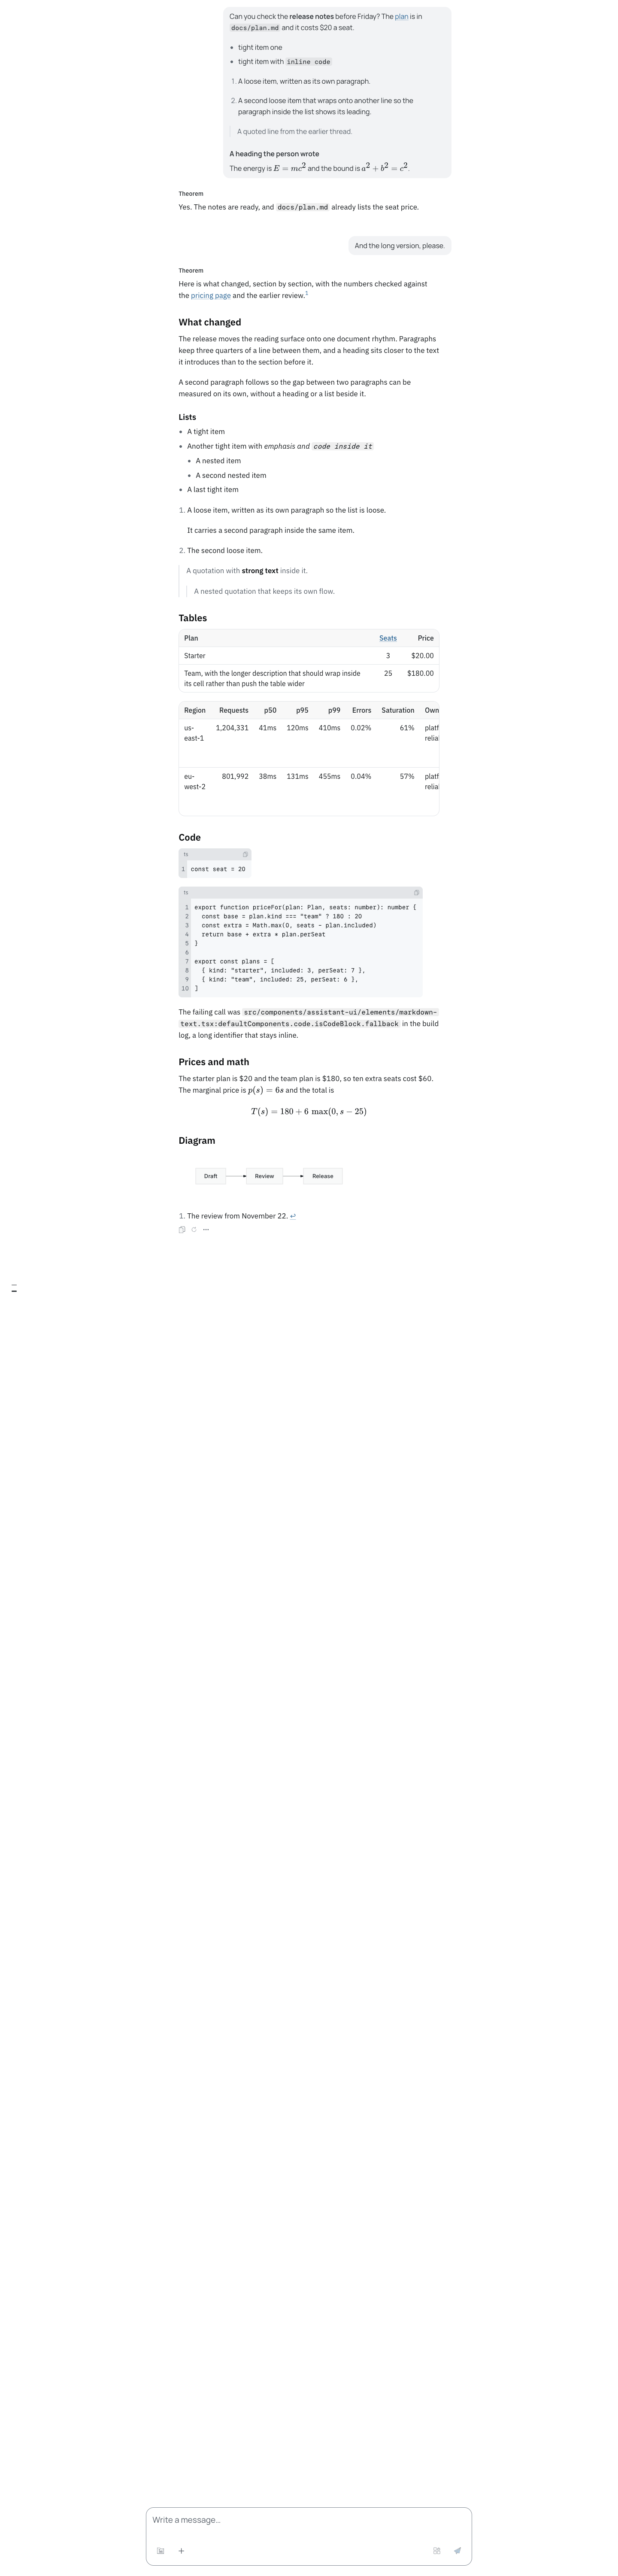 Can you check the release notes before Friday? The plan is in
docs/plan.md and it costs $20 a seat.
• tight item one
• tight item with inline code
1. A loose item, written as its own paragraph.
2. A second loose item that wraps onto another line so the
paragraph inside the list shows its leading.
A quoted line from the earlier thread.
A heading the person wrote
The energy is E = mc² and the bound is a² + b² = c².
Theorem
Yes. The notes are ready, and docs/plan.md already lists the seat price.
And the long version, please.
Theorem
Here is what changed, section by section, with the numbers checked against
the pricing page and the earlier review.¹
What changed
The release moves the reading surface onto one document rhythm. Paragraphs
keep three quarters of a line between them, and a heading sits closer to the text
it introduces than to the section before it.
A second paragraph follows so the gap between two paragraphs can be
measured on its own, without a heading or a list beside it.
Lists
• A tight item
• Another tight item with emphasis and code inside it
• A nested item
• A second nested item
• A last tight item
1. A loose item, written as its own paragraph so the list is loose.
It carries a second paragraph inside the same item.
2. The second loose item.
A quotation with strong text inside it.
A nested quotation that keeps its own flow.
Tables
Plan Seats Price
Starter 3 $20.00
Team, with the longer description that should wrap inside 25 $180.00
its cell rather than push the table wider
Region Requests p50 p95 p99 Errors Saturation Own
us- 1,204,331 41ms 120ms 410ms 0.02% 61% platf
east-1 relia
eu- 801,992 38ms 131ms 455ms 0.04% 57% platf
west-2 relia
Code
ts
1 const seat = 20
ts
1 export function priceFor(plan: Plan, seats: number): number {
2 const base = plan.kind === "team" ? 180 : 20
3 const extra = Math.max(0, seats - plan.included)
4 return base + extra * plan.perSeat
5 }
6
7 export const plans = [
8 { kind: "starter", included: 3, perSeat: 7 },
9 { kind: "team", included: 25, perSeat: 6 },
10 ]
The failing call was src/components/assistant-ui/elements/markdown-
text.tsx:defaultComponents.code.isCodeBlock.fallback in the build
log, a long identifier that stays inline.
Prices and math
The starter plan is $20 and the team plan is $180, so ten extra seats cost $60.
The marginal price is p(s) = 6s and the total is
T(s) = 180 + 6 max(0, s − 25)
Diagram
Draft Review Release
1. The review from November 22. ↩
Write a message...